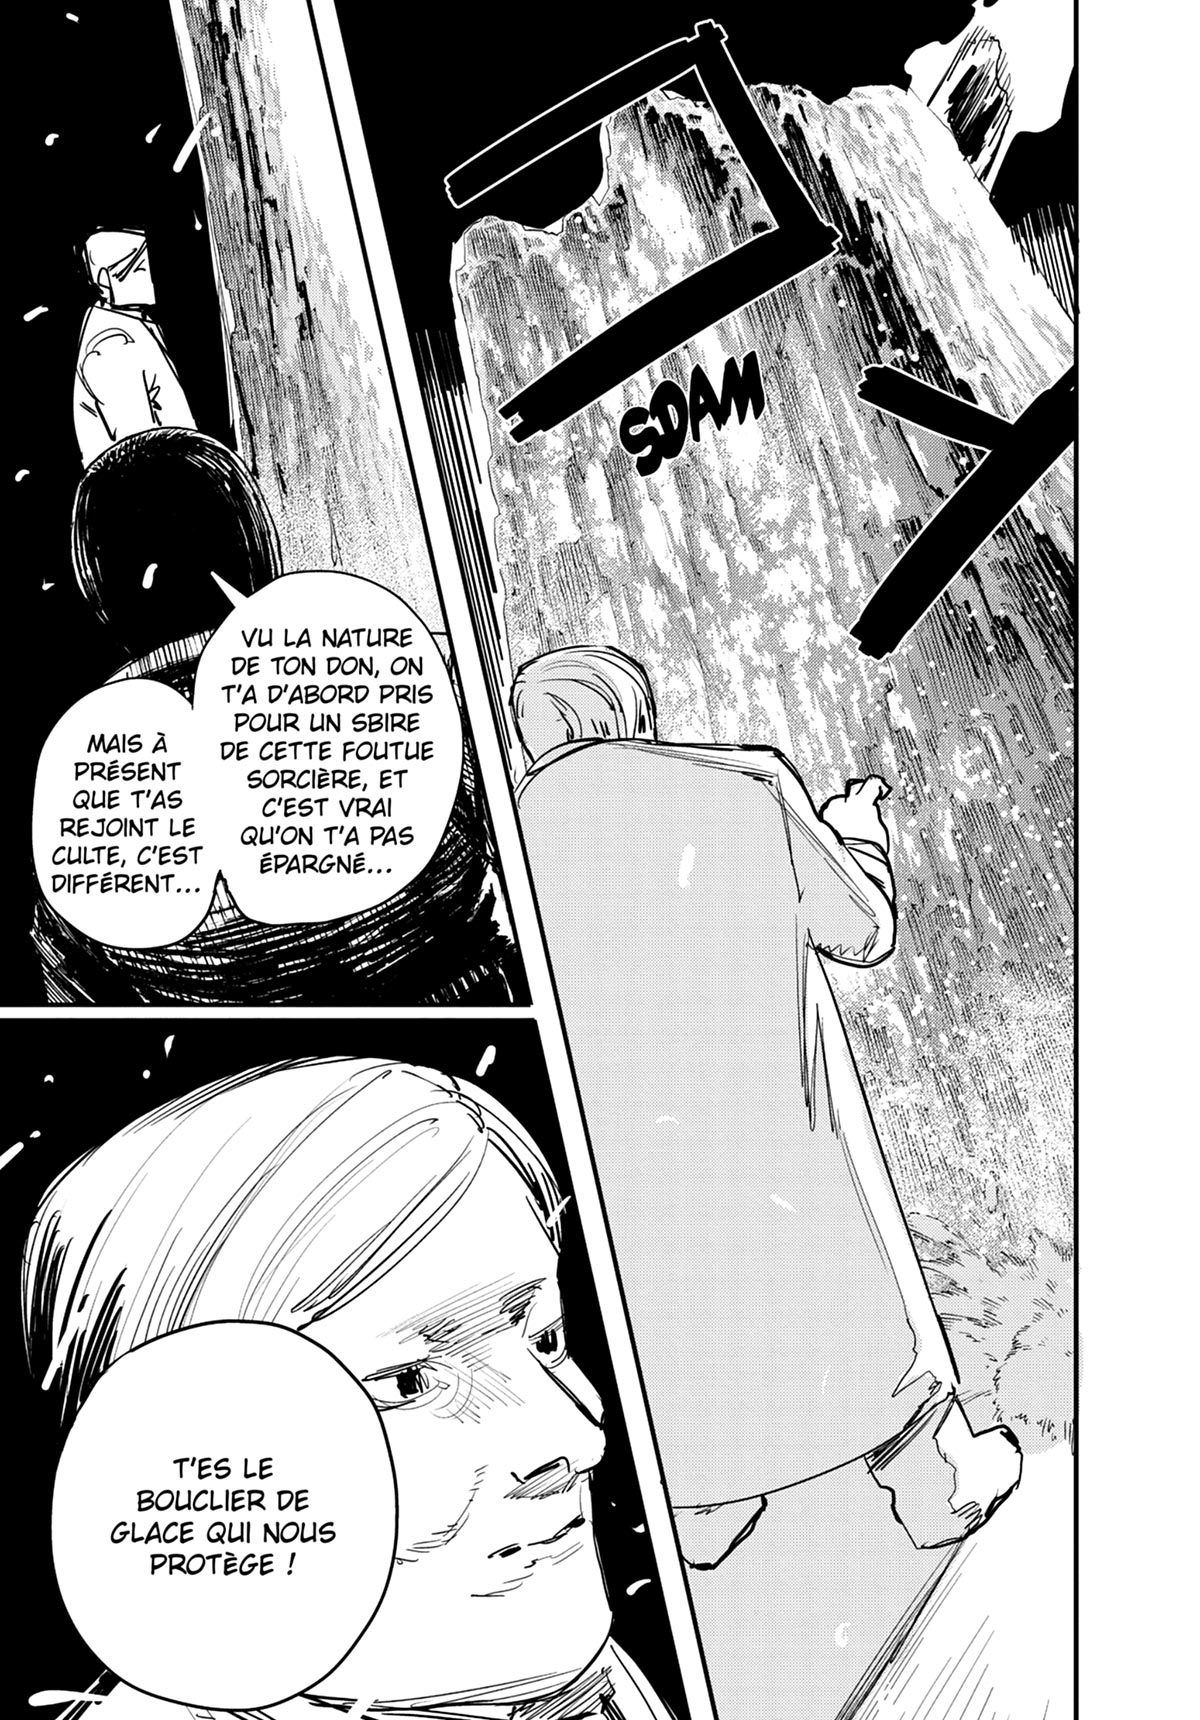 ドン
SDAM
VU LA NATURE
DE TON DON, ON
T'A D'ABORD PRIS
POUR UN SBIRE
DE CETTE FOUTUE
SORCIÈRE, ET
C'EST VRAI
QU'ON T'A PAS
ÉPARGNÉ...
MAIS À
PRÉSENT
QUE T'AS
REJOINT LE
CULTE, C'EST
DIFFÉRENT...
T'ES LE
BOUCLIER DE
GLACE QUI NOUS
PROTÈGE !